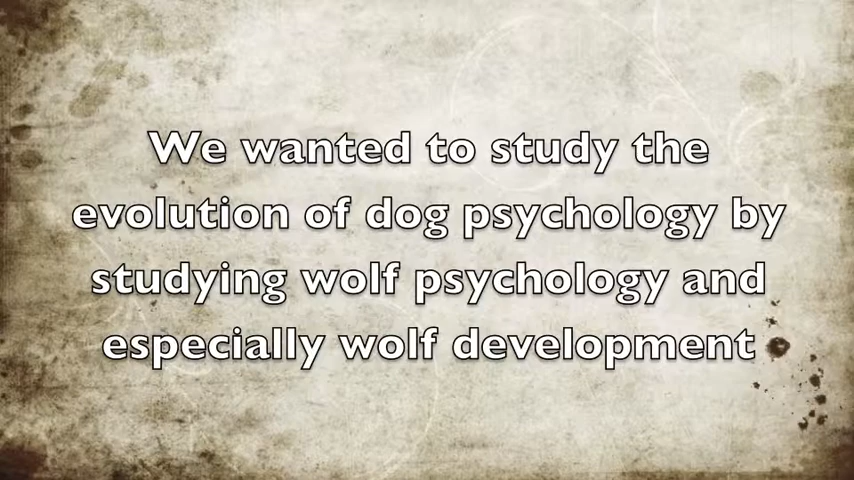 We wanted to study the
evolution of dog psychology by
studying wolf psychology and
especially wolf development